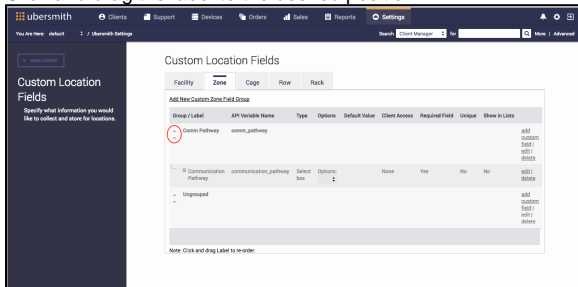 ubersmith Clients Support Devices Orders Sales Reports Settings
You Are Here: default / Ubersmith Settings Search Client Manager for More | Advanced
Custom Location Fields
Custom Location Fields
Specify what information you would like to collect and store for locations.
Facility Zone Cage Row Rack
Add New Custom Zone Field Group
Group / Label API Variable Name Type Options Default Value Client Access Required Field Unique Show in Lists
Comm Pathway comm_pathway add custom field | edit | delete
Communication Pathway communication_pathway Select box Options: None Yes No No edit | delete
Ungrouped add custom field | edit | delete
Note: Click and drag Label to re-order.